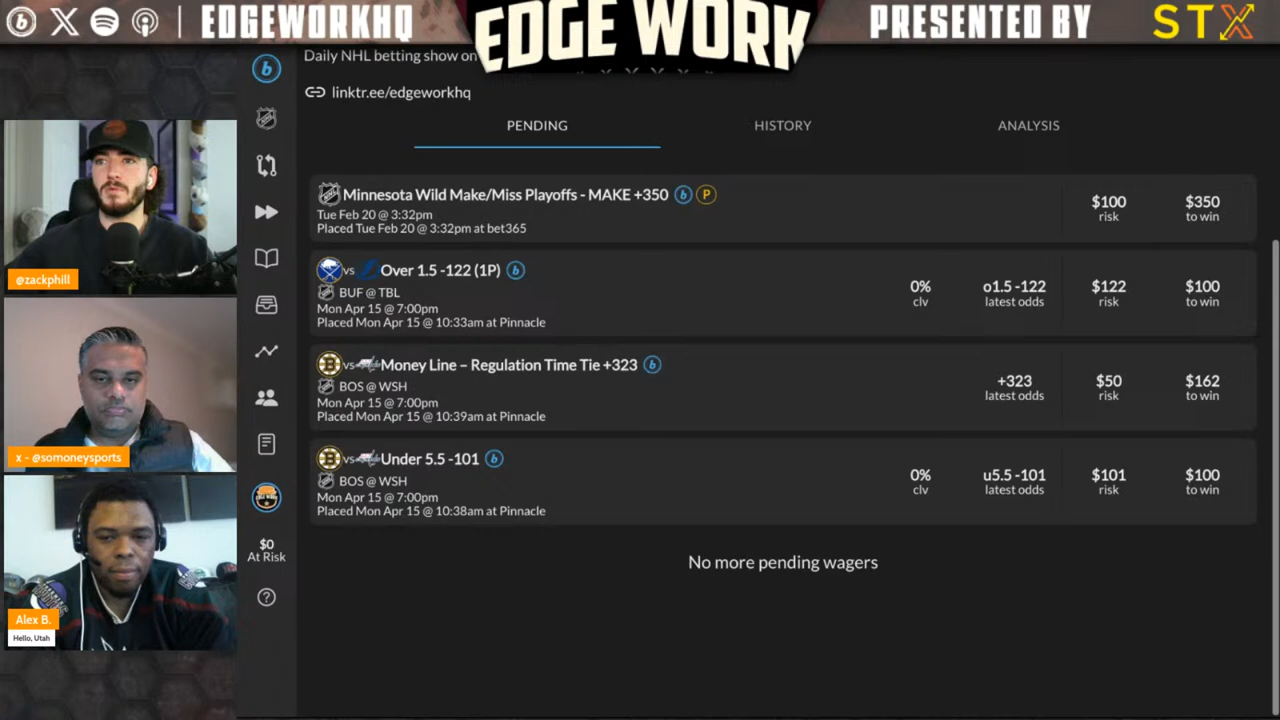 EDGEWORKHQ
EDGE WORK
PRESENTED BY
STX
Daily NHL betting show on
linktr.ee/edgeworkhq
PENDING
HISTORY
ANALYSIS
Minnesota Wild Make/Miss Playoffs - MAKE +350 b P
Tue Feb 20 @ 3:32pm
Placed Tue Feb 20 @ 3:32pm at bet365
$100
risk
$350
to win
vs Over 1.5 -122 (1P) b
BUF @ TBL
Mon Apr 15 @ 7:00pm
Placed Mon Apr 15 @ 10:33am at Pinnacle
0%
clv
o1.5 -122
latest odds
$122
risk
$100
to win
B vs Money Line – Regulation Time Tie +323 b
BOS @ WSH
Mon Apr 15 @ 7:00pm
Placed Mon Apr 15 @ 10:39am at Pinnacle
+323
latest odds
$50
risk
$162
to win
B vs Under 5.5 -101 b
BOS @ WSH
Mon Apr 15 @ 7:00pm
Placed Mon Apr 15 @ 10:38am at Pinnacle
0%
clv
u5.5 -101
latest odds
$101
risk
$100
to win
No more pending wagers
b
$0
At Risk
?
@zackphill
x - @somoneysports
Alex B.
Hello, Utah